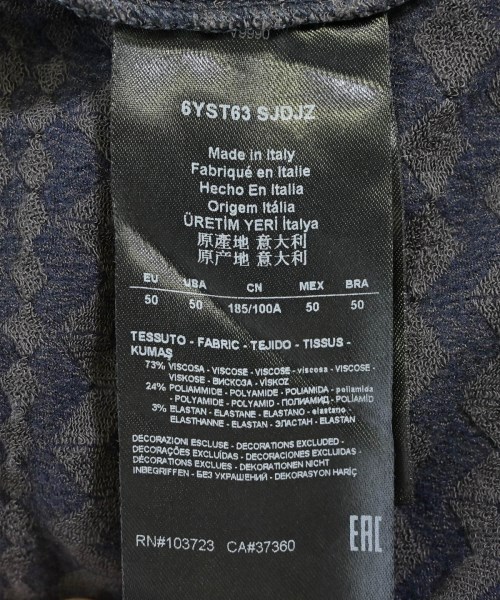 6YST63 SJDJZ
Made in Italy
Fabriqué en Italie
Hecho En Italia
Origem Itália
ÜRETİM YERİ İtalya
原產地 意大利
原产地 意大利
EU USA CN MEX BRA
50 50 185/100A 50 50
TESSUTO - FABRIC - TEJIDO - TISSUS -
KUMAŞ
73% VISCOSA - VISCOSE - VISCOSE - viscosa - VISCOSE -
VISKOSE - ВИСКОЗА - VİSKOZ
24% POLIAMMIDE - POLYAMIDE - POLIAMIDA - poliamida
- POLYAMIDE - POLYAMID - ПОЛИАМИД - POLİAMİD
3% ELASTAN - ELASTANE - ELASTANO - elastano -
ELASTHANNE - ELASTAN - ЭЛАСТАН - ELASTAN
DECORAZIONI ESCLUSE - DECORATIONS EXCLUDED -
DECORAÇÕES EXCLUÍDAS - DECORACIONES EXCLUIDAS -
DÉCORATIONS EXCLUES - DEKORATIONEN NICHT
INBEGRIFFEN - БЕЗ УКРАШЕНИЙ - DEKORASYON HARİÇ
RN#103723 CA#37360 EAC